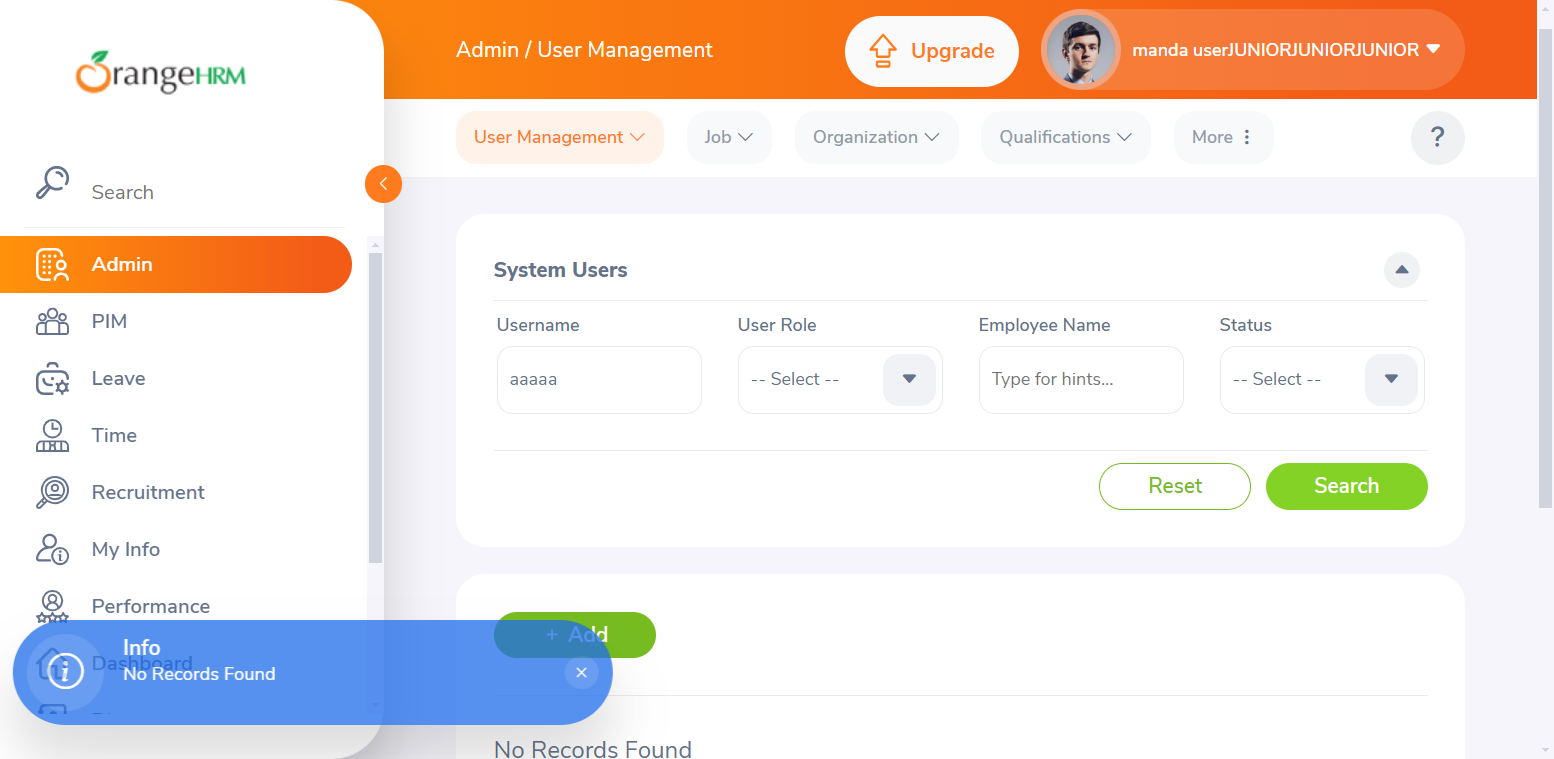 OrangeHRM
Search
Admin
PIM
Leave
Time
Recruitment
My Info
Performance
Dashboard
Info
No Records Found
Admin / User Management
Upgrade
manda userJUNIORJUNIORJUNIOR
User Management
Job
Organization
Qualifications
More
?
System Users
Username
User Role
Employee Name
Status
aaaaa
-- Select --
Type for hints...
-- Select --
Reset
Search
+ Add
No Records Found